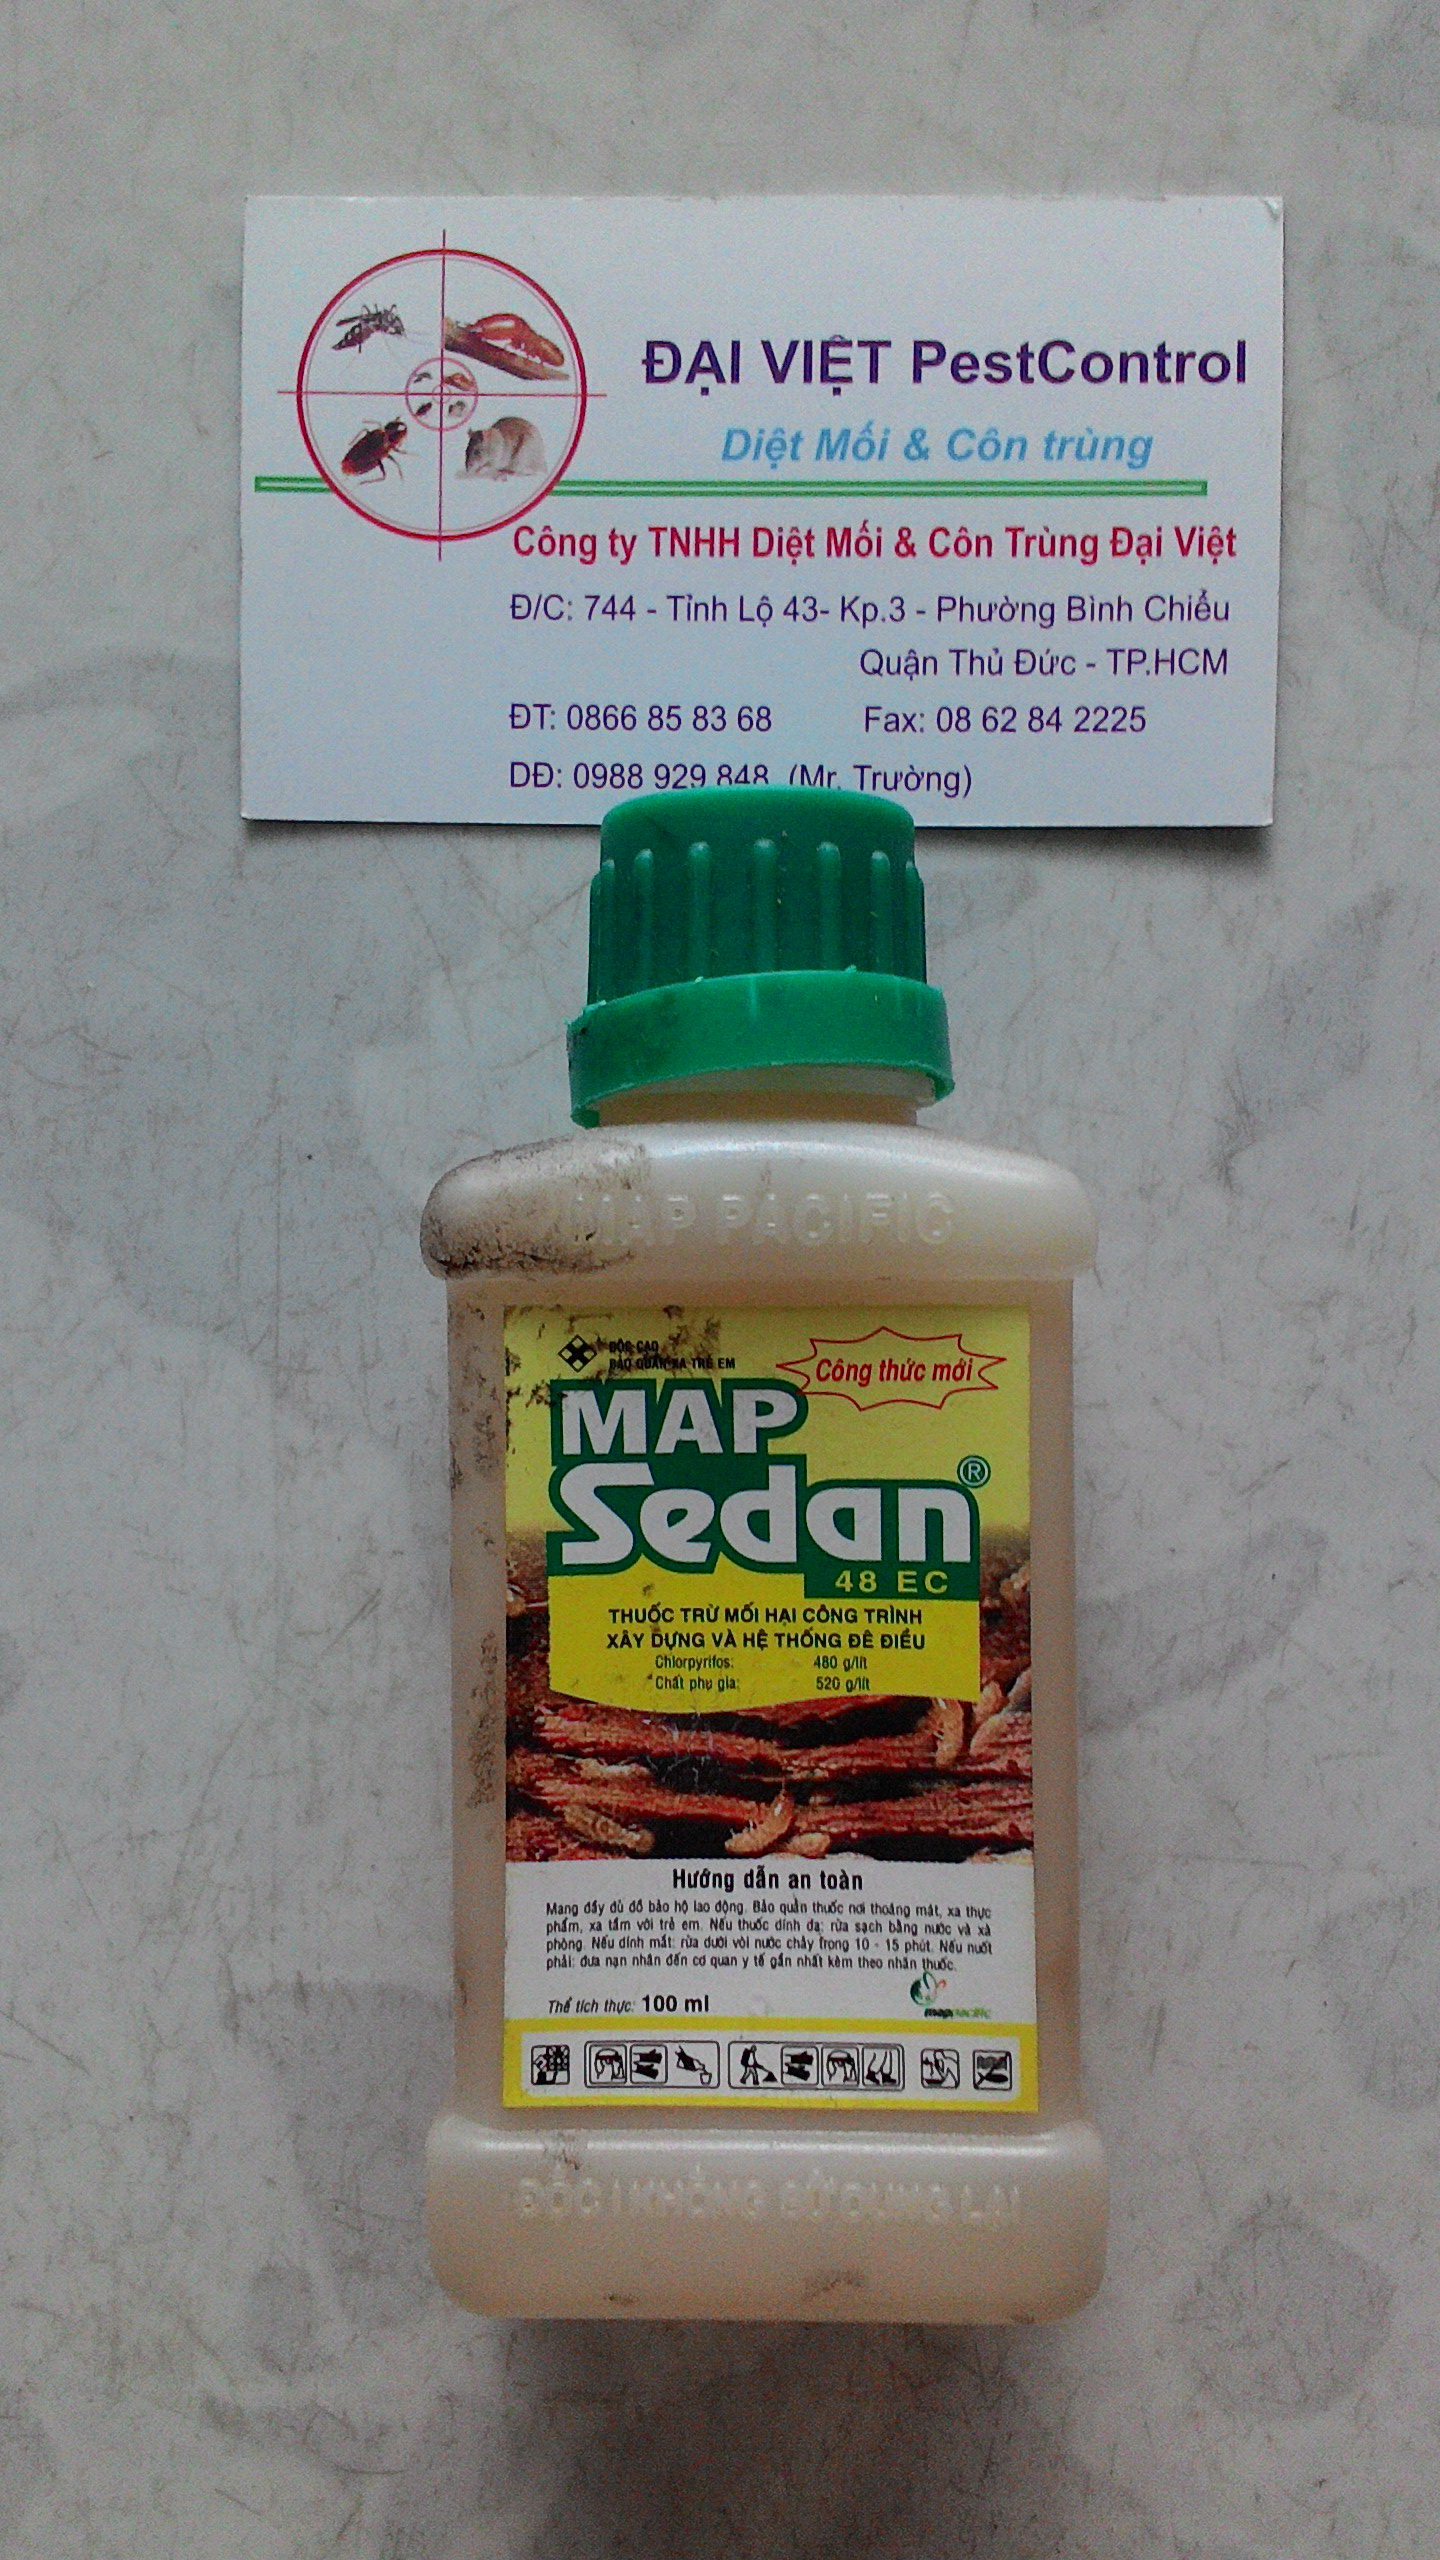 ĐẠI VIỆT PestControl
Diệt Mối & Côn trùng
Công ty TNHH Diệt Mối & Côn Trùng Đại Việt
Đ/C: 744 - Tỉnh Lộ 43- Kp.3 - Phường Bình Chiểu
Quận Thủ Đức - TP.HCM
ĐT: 0866 85 83 68 Fax: 08 62 84 2225
DĐ: 0988 929 848 (Mr. Trường)
MAP PACIFIC
ĐỘC CAO
BẢO QUẢN XA TRẺ EM
Công thức mới
MAP
Sedan®
48 EC
THUỐC TRỪ MỐI HẠI CÔNG TRÌNH
XÂY DỰNG VÀ HỆ THỐNG ĐÊ ĐIỀU
Chlorpyrifos: 480 g/lít
Chất phụ gia: 520 g/lít
Hướng dẫn an toàn
Mang đầy đủ đồ bảo hộ lao động. Bảo quản thuốc nơi thoáng mát, xa thực
phẩm, xa tầm với trẻ em. Nếu thuốc dính da: rửa sạch bằng nước và xà
phòng. Nếu dính mắt: rửa dưới vòi nước chảy trong 10 - 15 phút. Nếu nuốt
phải: đưa nạn nhân đến cơ quan y tế gần nhất kèm theo nhãn thuốc.
Thể tích thực: 100 ml
mappacific